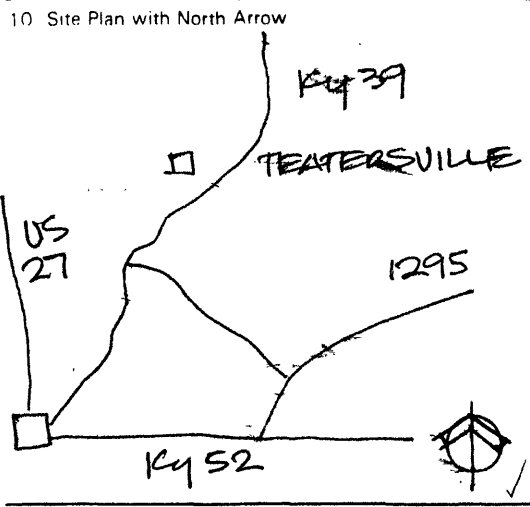 10 Site Plan with North Arrow
Ky 39
TEATERSVILLE
US
27
1295
Ky 52